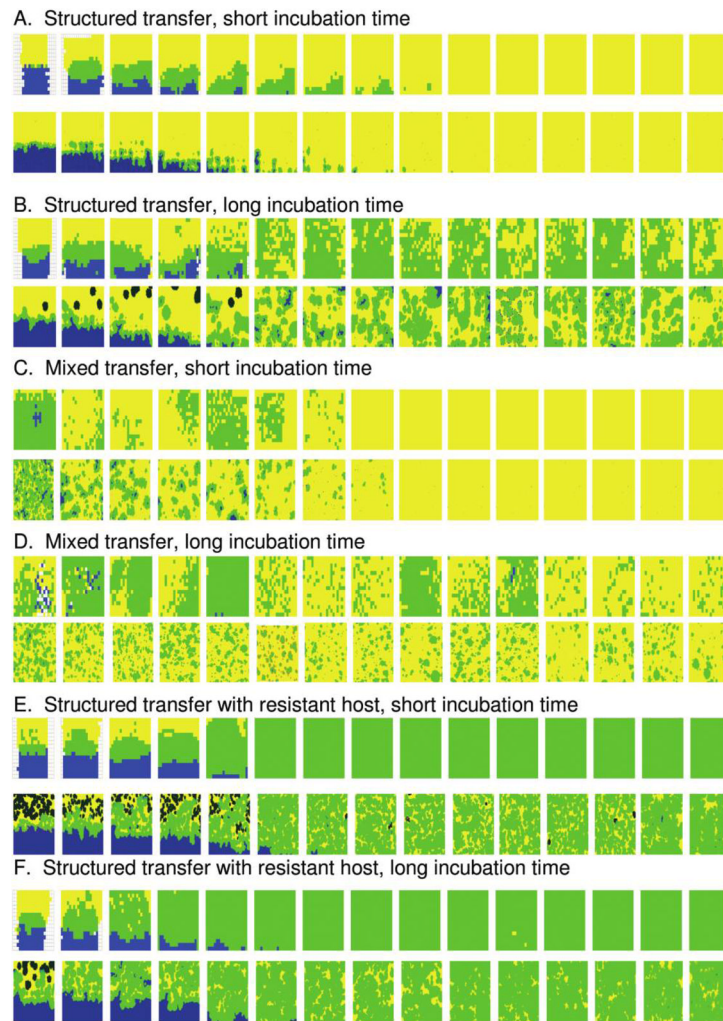 A. Structured transfer, short incubation time
B. Structured transfer, long incubation time
C. Mixed transfer, short incubation time
D. Mixed transfer, long incubation time
E. Structured transfer with resistant host, short incubation time
F. Structured transfer with resistant host, long incubation time